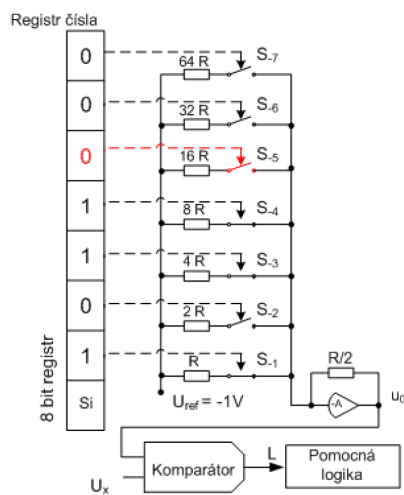 Registr čísla
0 S-7
64 R
0 S-6
32 R
0 S-5
16 R
1 S-4
8 R
1 S-3
4 R
0 S-2
2 R
1 S-1
R
R/2
8 bit registr
Si
Uref = -1V
-A
u0
Komparátor
L
Pomocná
logika
Ux